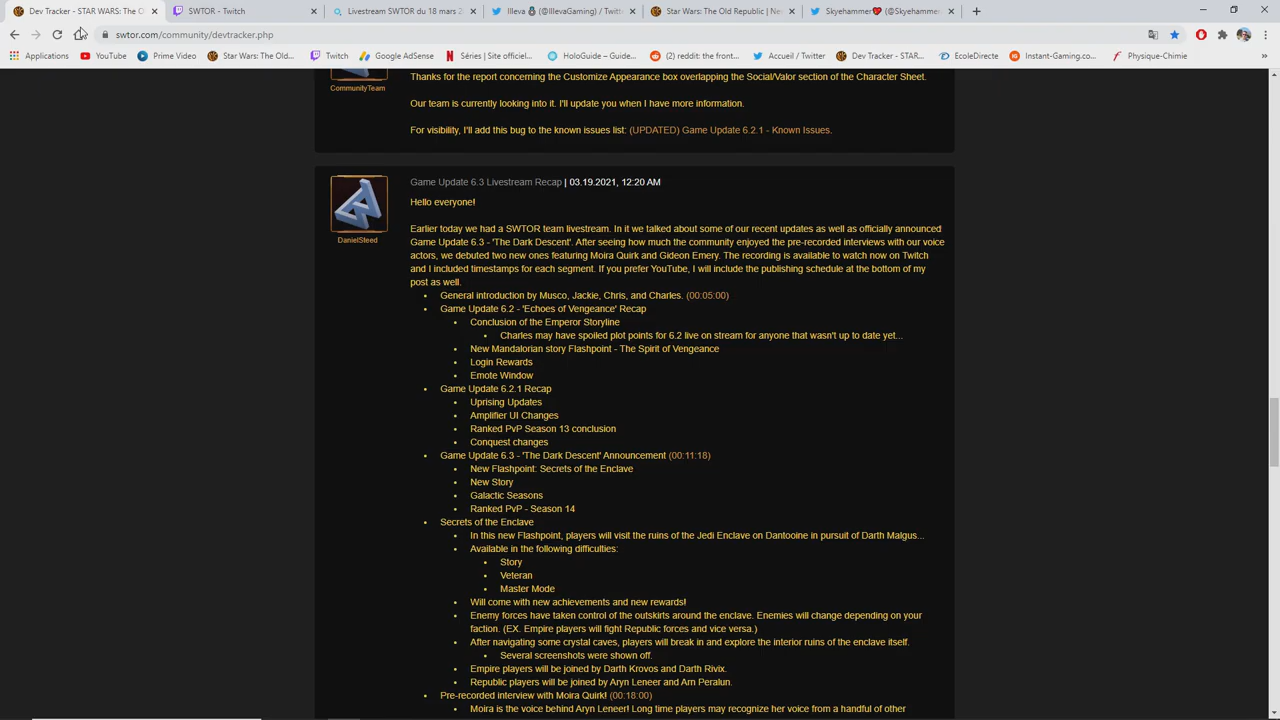 Dev Tracker - STAR WARS: The O
SWTOR - Twitch
Livestream SWTOR du 18 mars 2
(IllevaGaming) / Twitt
Star Wars: The Old Republic - Ne
Skyehammer (@Skyehammer
swtor.com/community/devtracker.php
Applications
YouTube
Prime Video
Star Wars: The Old...
Twitch
Google AdSense
Séries | Site officiel...
HoloGuide – Guide...
(2) reddit: the front...
Accueil / Twitter
Dev Tracker - STAR...
EcoleDirecte
Instant-Gaming.co...
Physique-Chimie
Thanks for the report concerning the Customize Appearance box overlapping the Social/Valor section of the Character Sheet.
CommunityTeam
Our team is currently looking into it. I'll update you when I have more information.
For visibility, I'll add this bug to the known issues list: (UPDATED) Game Update 6.2.1 - Known Issues.
Game Update 6.3 Livestream Recap | 03.19.2021, 12:20 AM
DanielSteed
Hello everyone!
Earlier today we had a SWTOR team livestream. In it we talked about some of our recent updates as well as officially announced
Game Update 6.3 - 'The Dark Descent'. After seeing how much the community enjoyed the pre-recorded interviews with our voice
actors, we debuted two new ones featuring Moira Quirk and Gideon Emery. The recording is available to watch now on Twitch
and I included timestamps for each segment. If you prefer YouTube, I will include the publishing schedule at the bottom of my
post as well.
• General introduction by Musco, Jackie, Chris, and Charles. (00:05:00)
• Game Update 6.2 - 'Echoes of Vengeance' Recap
• Conclusion of the Emperor Storyline
• Charles may have spoiled plot points for 6.2 live on stream for anyone that wasn't up to date yet...
• New Mandalorian story Flashpoint - The Spirit of Vengeance
• Login Rewards
• Emote Window
• Game Update 6.2.1 Recap
• Uprising Updates
• Amplifier UI Changes
• Ranked PvP Season 13 conclusion
• Conquest changes
• Game Update 6.3 - 'The Dark Descent' Announcement (00:11:18)
• New Flashpoint: Secrets of the Enclave
• New Story
• Galactic Seasons
• Ranked PvP - Season 14
• Secrets of the Enclave
• In this new Flashpoint, players will visit the ruins of the Jedi Enclave on Dantooine in pursuit of Darth Malgus...
• Available in the following difficulties:
• Story
• Veteran
• Master Mode
• Will come with new achievements and new rewards!
• Enemy forces have taken control of the outskirts around the enclave. Enemies will change depending on your
faction. (EX. Empire players will fight Republic forces and vice versa.)
• After navigating some crystal caves, players will break in and explore the interior ruins of the enclave itself.
• Several screenshots were shown off.
• Empire players will be joined by Darth Krovos and Darth Rivix.
• Republic players will be joined by Aryn Leneer and Arn Peralun.
• Pre-recorded interview with Moira Quirk! (00:18:00)
• Moira is the voice behind Aryn Leneer! Long time players may recognize her voice from a handful of other